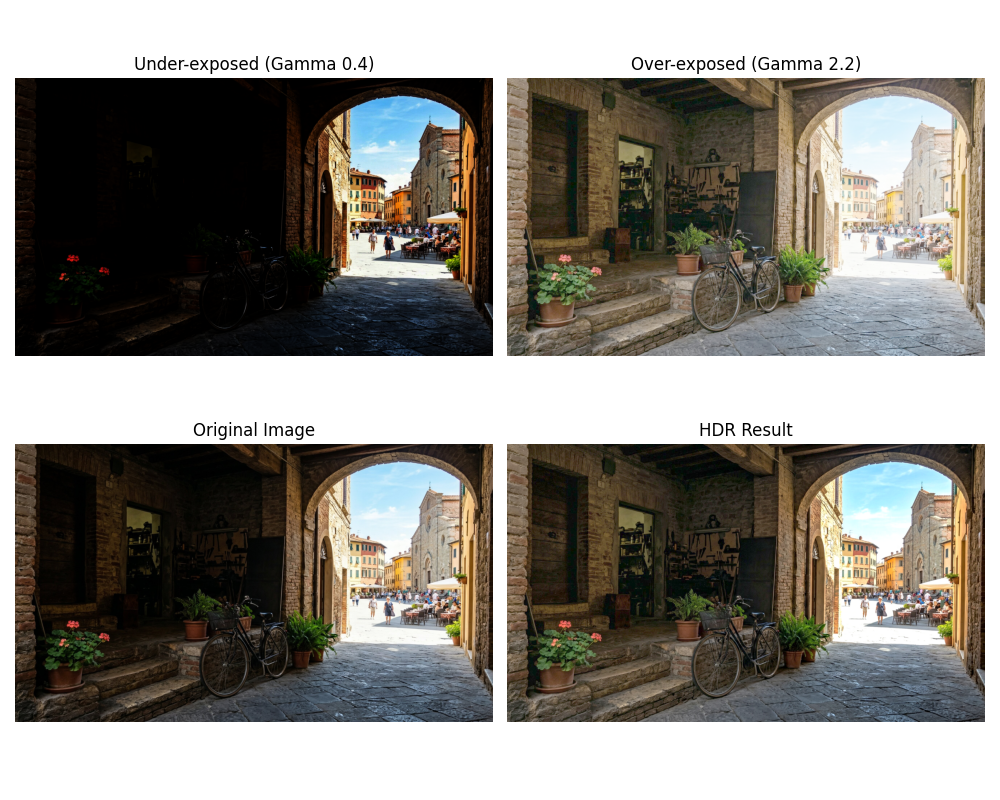 Under-exposed (Gamma 0.4)
Over-exposed (Gamma 2.2)
Original Image
HDR Result